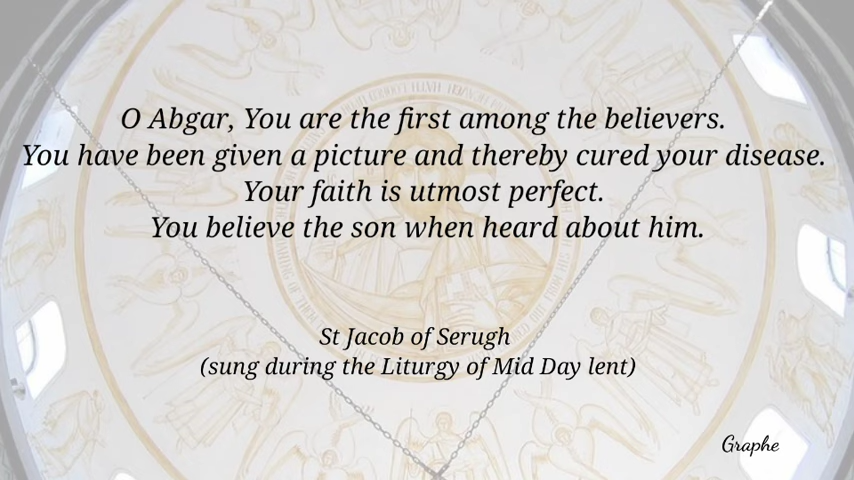 O Abgar, You are the first among the believers.
You have been given a picture and thereby cured your disease.
Your faith is utmost perfect.
You believe the son when heard about him.
St Jacob of Serugh
(sung during the Liturgy of Mid Day lent)
Graphe